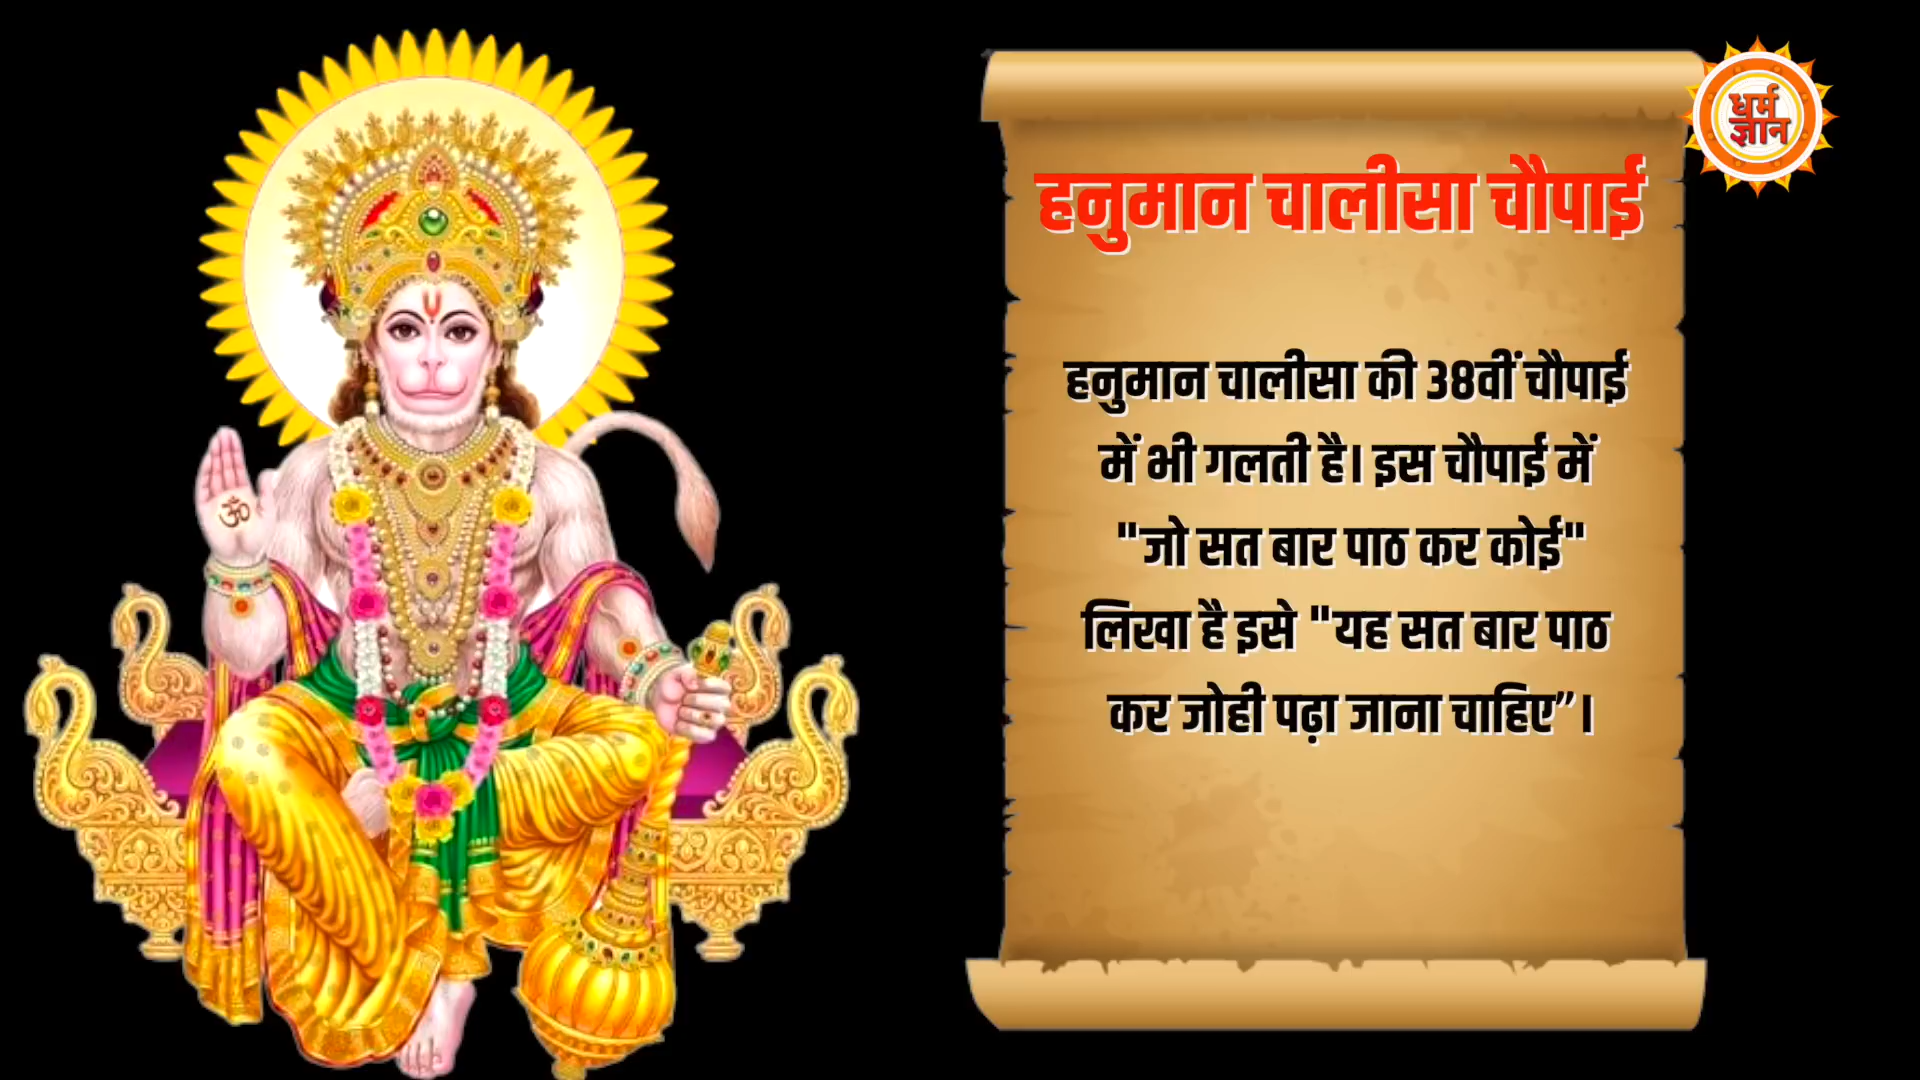 धर्म
ज्ञान
हनुमान चालीसा चौपाई
हनुमान चालीसा की 38वीं चौपाई
में भी गलती है। इस चौपाई में
"जो सत बार पाठ कर कोई"
लिखा है इसे "यह सत बार पाठ
कर जोही पढ़ा जाना चाहिए”।
ॐ